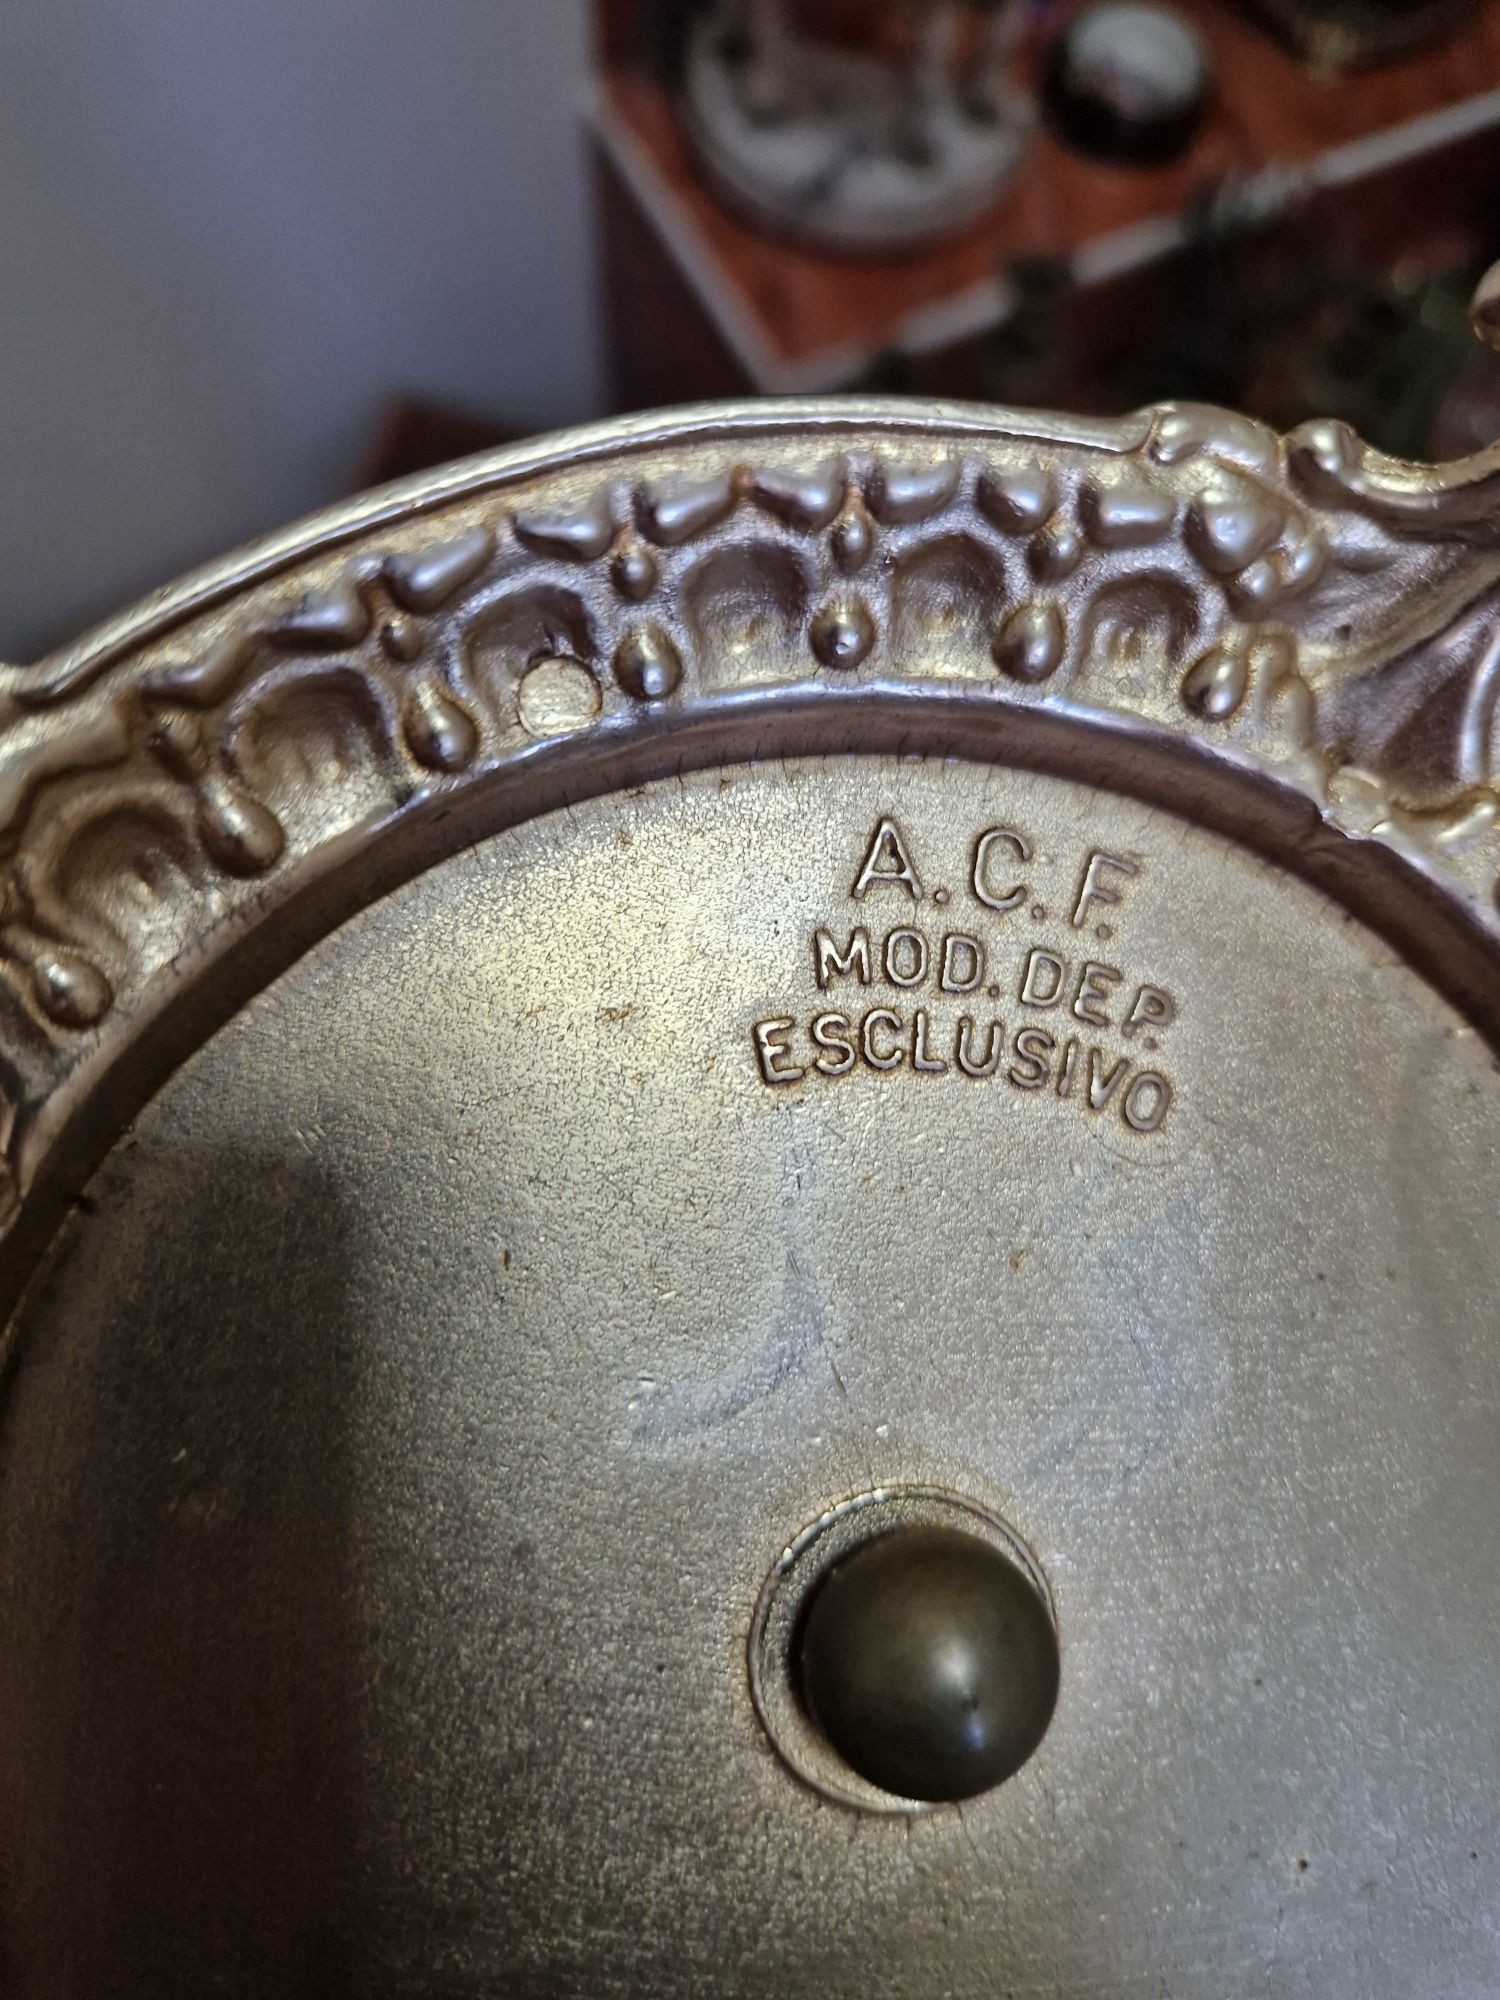 A.C.F.
MOD. DEP.
ESCLUSIVO